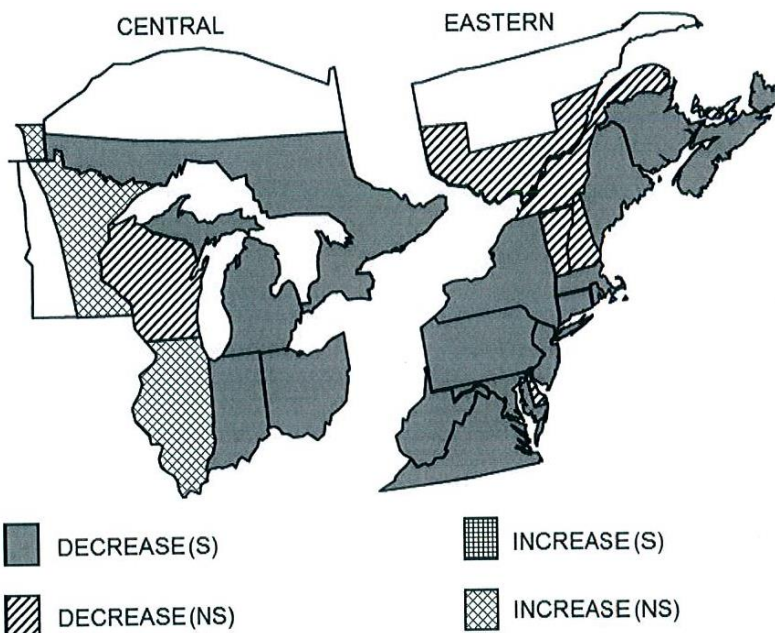 CENTRAL
EASTERN
DECREASE(S)
INCREASE(S)
DECREASE(NS)
INCREASE(NS)